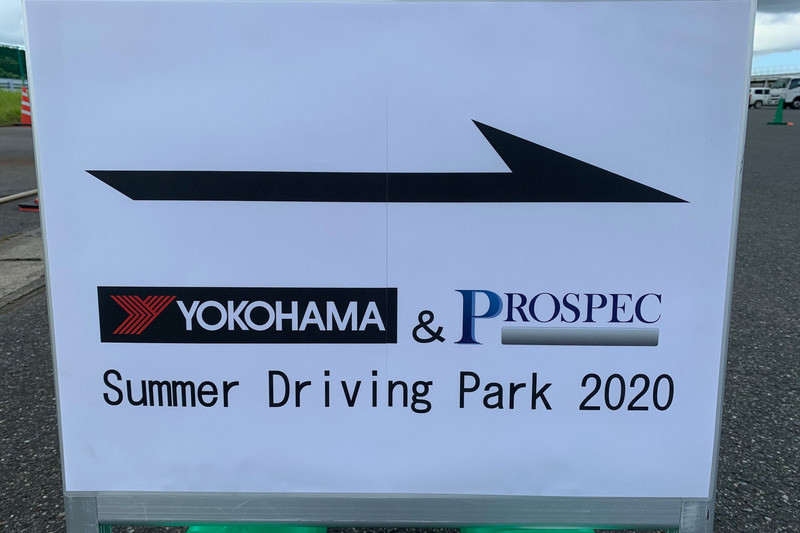 YOKOHAMA & PROSPEC
Summer Driving Park 2020